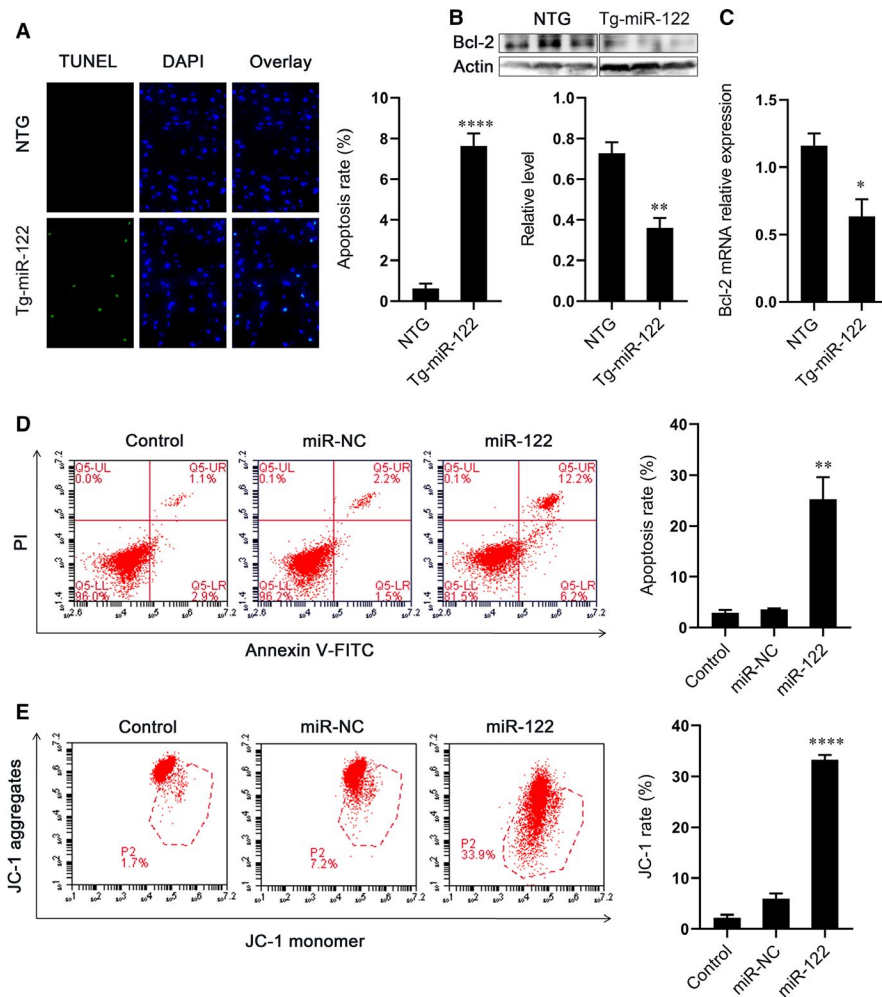 A
TUNEL DAPI Overlay
NTG
Tg-miR-122
Apoptosis rate (%)
10
8
6
4
2
0
****
NTG
Tg-miR-122
B
NTG Tg-miR-122
Bcl-2
Actin
Relative level
1.0
0.8
0.6
0.4
0.2
0.0
**
NTG
Tg-miR-122
C
Bcl-2 mRNA relative expression
1.5
1.0
0.5
0.0
*
NTG
Tg-miR-122
D
Control miR-NC miR-122
PI
Q5-UL
0.0%
Q5-UR
1.1%
Q5-LL
96.0%
Q5-LR
2.9%
Q5-UL
0.1%
Q5-UR
2.2%
Q5-LL
96.2%
Q5-LR
1.5%
Q5-UL
0.1%
Q5-UR
12.2%
Q5-LL
81.5%
Q5-LR
6.2%
Annexin V-FITC
Apoptosis rate (%)
40
30
20
10
0
**
Control
miR-NC
miR-122
E
Control miR-NC miR-122
JC-1 aggregates
P2
1.7%
P2
7.2%
P2
33.9%
JC-1 monomer
JC-1 rate (%)
40
30
20
10
0
****
Control
miR-NC
miR-122